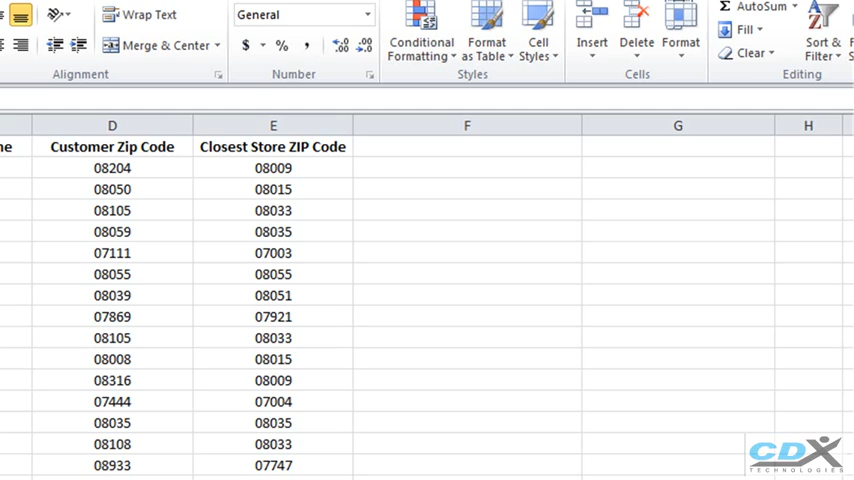 Wrap Text
Merge & Center
Alignment
General
$ % ,
Number
Conditional Formatting
Format as Table
Cell Styles
Styles
Insert
Delete
Format
Cells
Σ AutoSum
Fill
Clear
Sort & Filter
Editing
D E F G H
ne Customer Zip Code Closest Store ZIP Code
08204 08009
08050 08015
08105 08033
08059 08035
07111 07003
08055 08055
08039 08051
07869 07921
08105 08033
08008 08015
08316 08009
07444 07004
08035 08035
08108 08033
08933 07747
CDX
TECHNOLOGIES